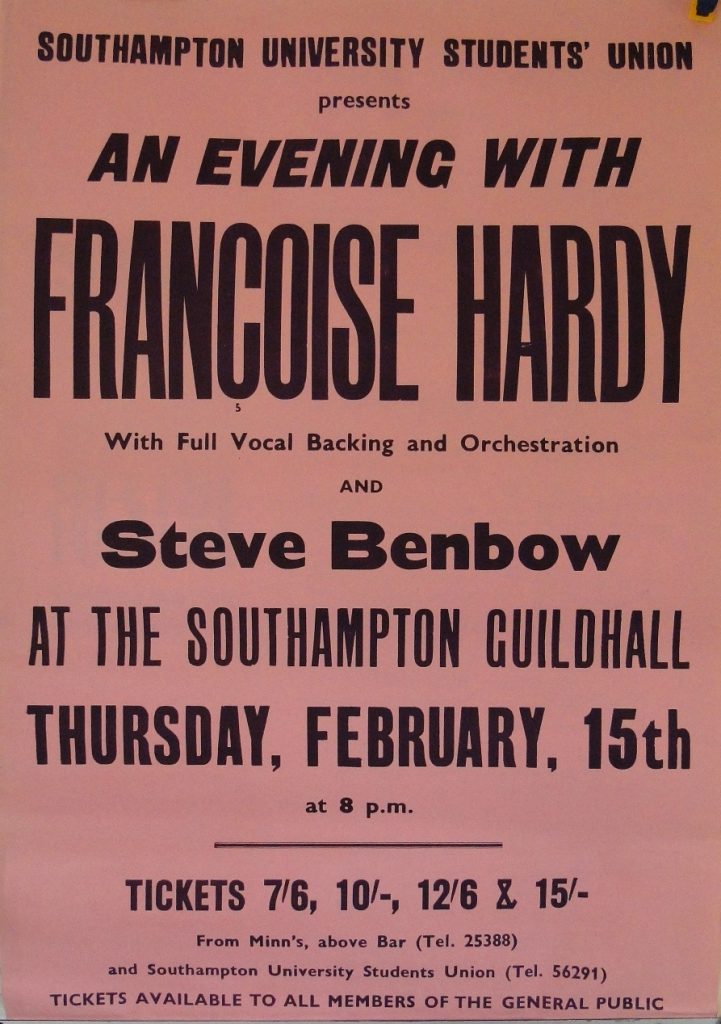 SOUTHAMPTON UNIVERSITY STUDENTS' UNION
presents
AN EVENING WITH
FRANÇOISE HARDY
With Full Vocal Backing and Orchestration
AND
Steve Benbow
AT THE SOUTHAMPTON GUILDHALL
THURSDAY, FEBRUARY, 15th
at 8 p.m.
TICKETS 7/6, 10/-, 12/6 & 15/-
From Minn's, above Bar (Tel. 25388)
and Southampton University Students Union (Tel. 56291)
TICKETS AVAILABLE TO ALL MEMBERS OF THE GENERAL PUBLIC